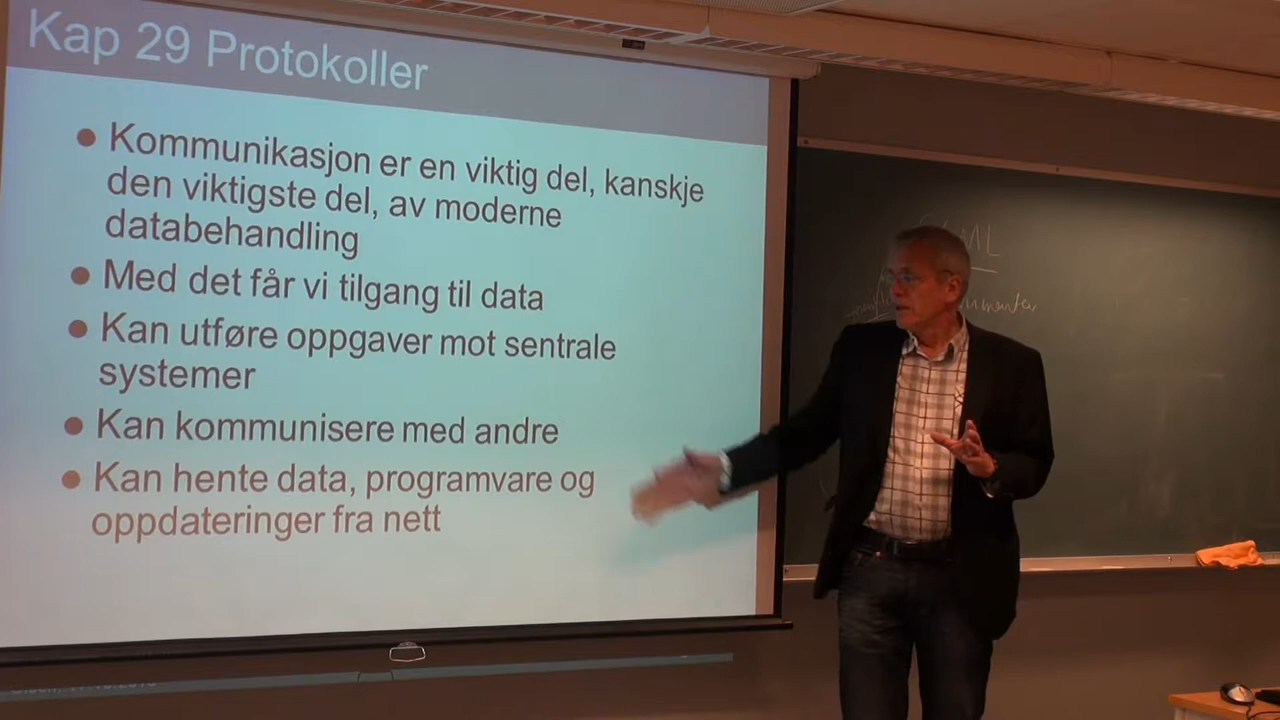 Kap 29 Protokoller
Kommunikasjon er en viktig del, kanskje
den viktigste del, av moderne
databehandling
Med det får vi tilgang til data
Kan utføre oppgaver mot sentrale
systemer
Kan kommunisere med andre
Kan hente data, programvare og
oppdateringer fra nett